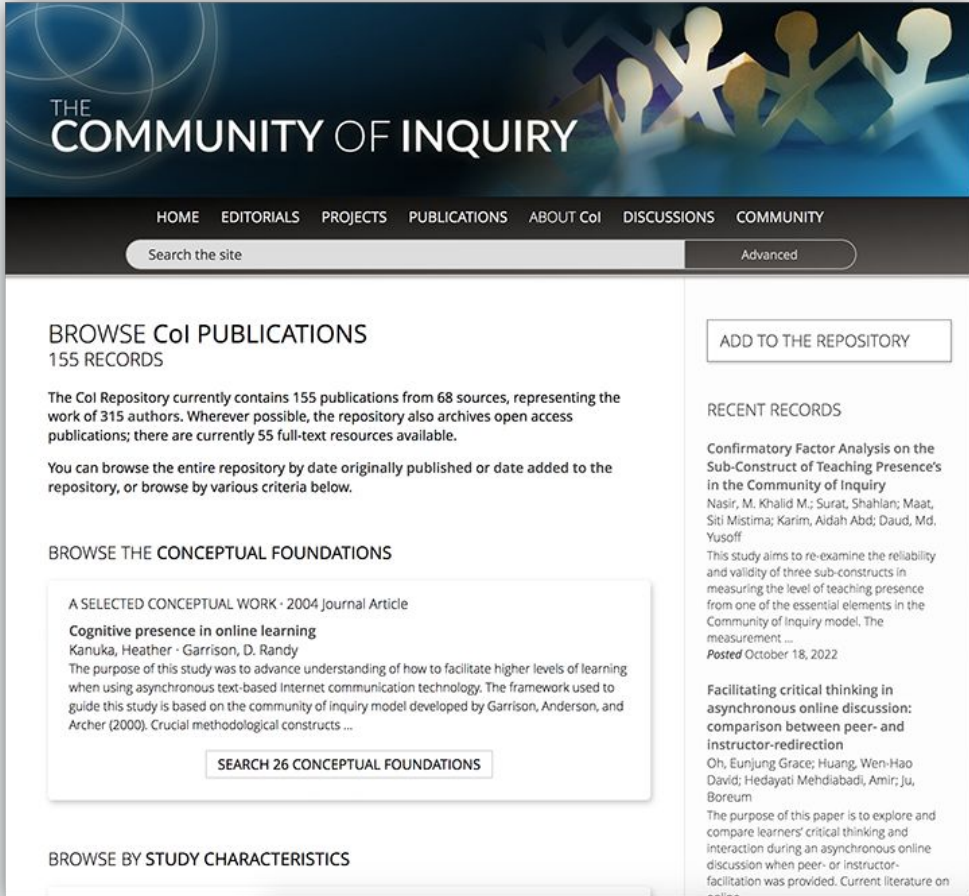 THE
COMMUNITY OF INQUIRY
HOME EDITORIALS PROJECTS PUBLICATIONS ABOUT CoI DISCUSSIONS COMMUNITY
Search the site Advanced
BROWSE CoI PUBLICATIONS
155 RECORDS
The CoI Repository currently contains 155 publications from 68 sources, representing the
work of 315 authors. Wherever possible, the repository also archives open access
publications; there are currently 55 full-text resources available.
You can browse the entire repository by date originally published or date added to the
repository, or browse by various criteria below.
BROWSE THE CONCEPTUAL FOUNDATIONS
A SELECTED CONCEPTUAL WORK · 2004 Journal Article
Cognitive presence in online learning
Kanuka, Heather · Garrison, D. Randy
The purpose of this study was to advance understanding of how to facilitate higher levels of learning
when using asynchronous text-based Internet communication technology. The framework used to
guide this study is based on the community of inquiry model developed by Garrison, Anderson, and
Archer (2000). Crucial methodological constructs ...
SEARCH 26 CONCEPTUAL FOUNDATIONS
BROWSE BY STUDY CHARACTERISTICS
ADD TO THE REPOSITORY
RECENT RECORDS
Confirmatory Factor Analysis on the
Sub-Construct of Teaching Presence's
in the Community of Inquiry
Nasir, M. Khalid M.; Surat, Shahlan; Maat,
Siti Mistima; Karim, Aidah Abd; Daud, Md.
Yusoff
This study aims to re-examine the reliability
and validity of three sub-constructs in
measuring the level of teaching presence
from one of the essential elements in the
Community of Inquiry model. The
measurement ...
Posted October 18, 2022
Facilitating critical thinking in
asynchronous online discussion:
comparison between peer- and
instructor-redirection
Oh, Eunjung Grace; Huang, Wen-Hao
David; Hedayati Mehdiabadi, Amir; Ju,
Boreum
The purpose of this paper is to explore and
compare learners' critical thinking and
interaction during an asynchronous online
discussion when peer- or instructor-
facilitation was provided. Current literature on